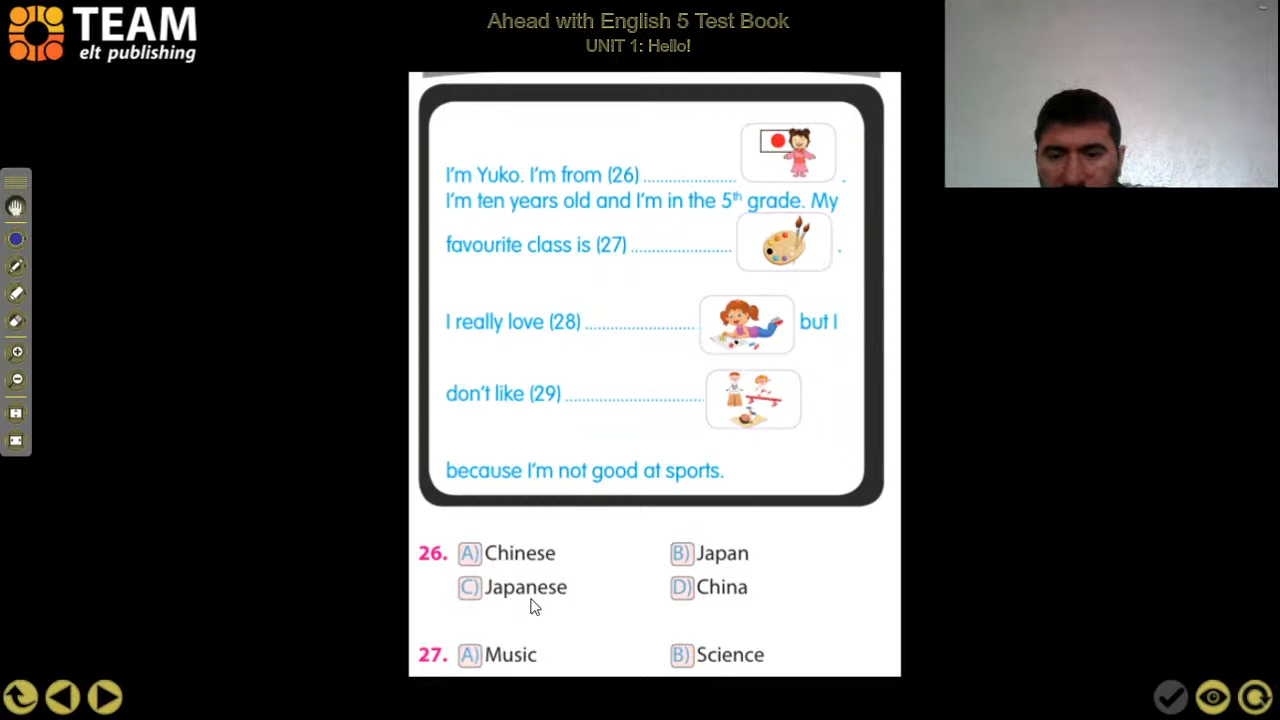 TEAM
elt publishing
Ahead with English 5 Test Book
UNIT 1: Hello!
I'm Yuko. I'm from (26) ...................... .
I'm ten years old and I'm in the 5th grade. My
favourite class is (27) ........................ .
I really love (28) .......................... but I
don't like (29) .................................
because I'm not good at sports.
26. A) Chinese B) Japan
C) Japanese D) China
27. A) Music B) Science